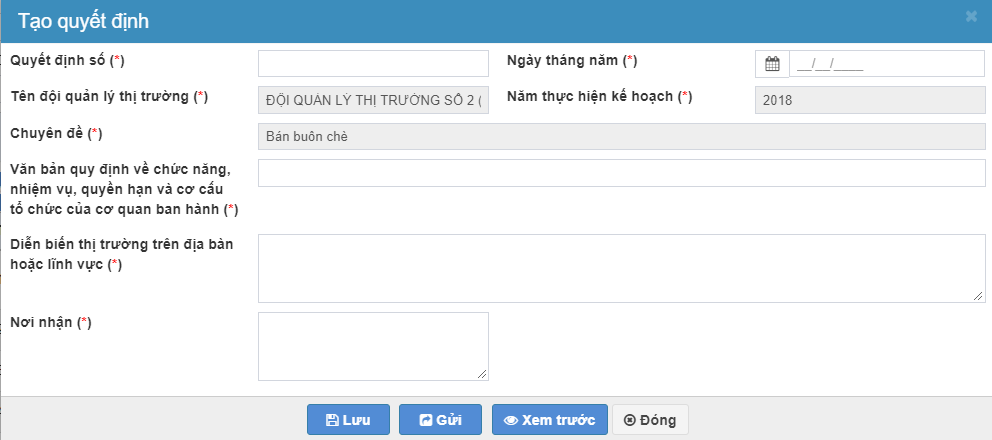 Tạo quyết định
Quyết định số (*)
Ngày tháng năm (*)
__/__/____
Tên đội quản lý thị trường (*)
ĐỘI QUẢN LÝ THỊ TRƯỜNG SỐ 2 (
Năm thực hiện kế hoạch (*)
2018
Chuyên đề (*)
Bán buôn chè
Văn bản quy định về chức năng,
nhiệm vụ, quyền hạn và cơ cấu
tổ chức của cơ quan ban hành (*)
Diễn biến thị trường trên địa bàn
hoặc lĩnh vực (*)
Nơi nhận (*)
Lưu
Gửi
Xem trước
Đóng